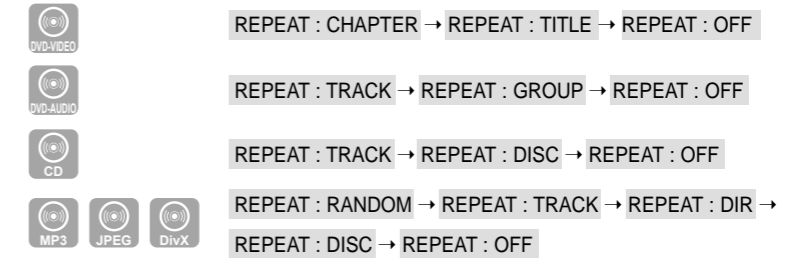 DVD-VIDEO REPEAT : CHAPTER ➝ REPEAT : TITLE ➝ REPEAT : OFF
DVD-AUDIO REPEAT : TRACK ➝ REPEAT : GROUP ➝ REPEAT : OFF
CD REPEAT : TRACK ➝ REPEAT : DISC ➝ REPEAT : OFF
MP3 JPEG DivX REPEAT : RANDOM ➝ REPEAT : TRACK ➝ REPEAT : DIR ➝
REPEAT : DISC ➝ REPEAT : OFF